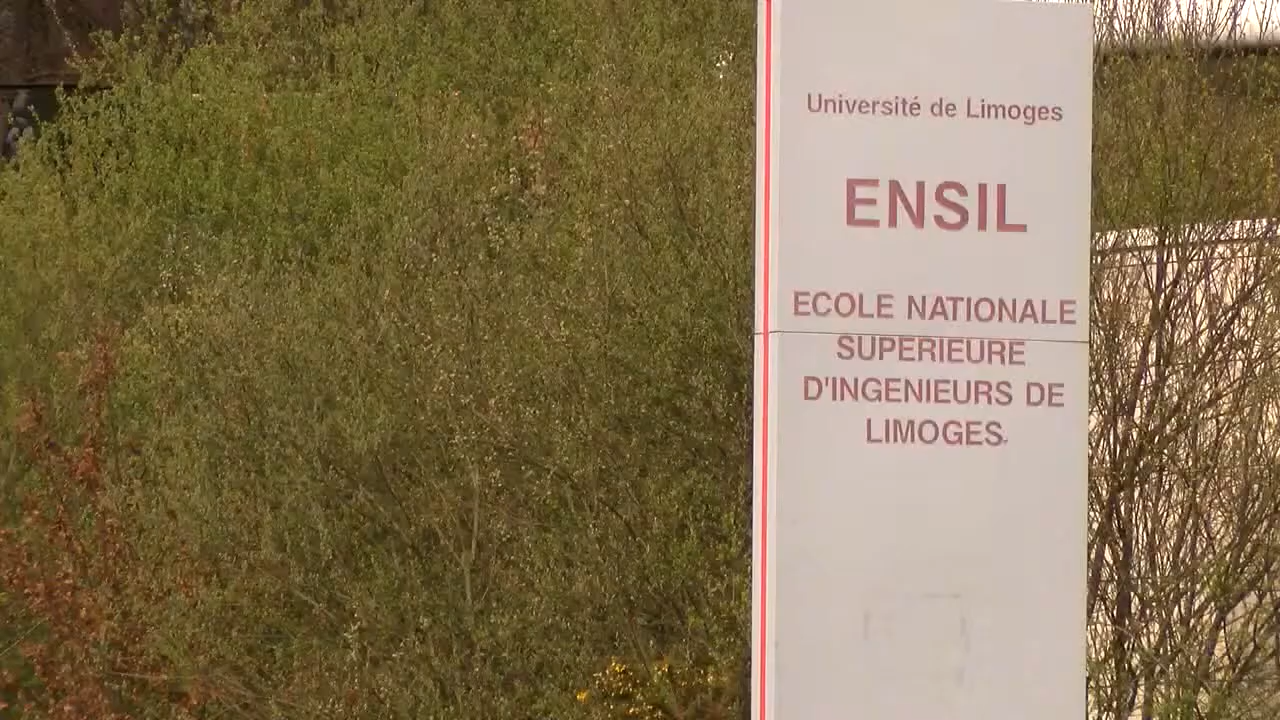 Université de Limoges
ENSIL
ECOLE NATIONALE
SUPERIEURE
D'INGENIEURS DE
LIMOGES